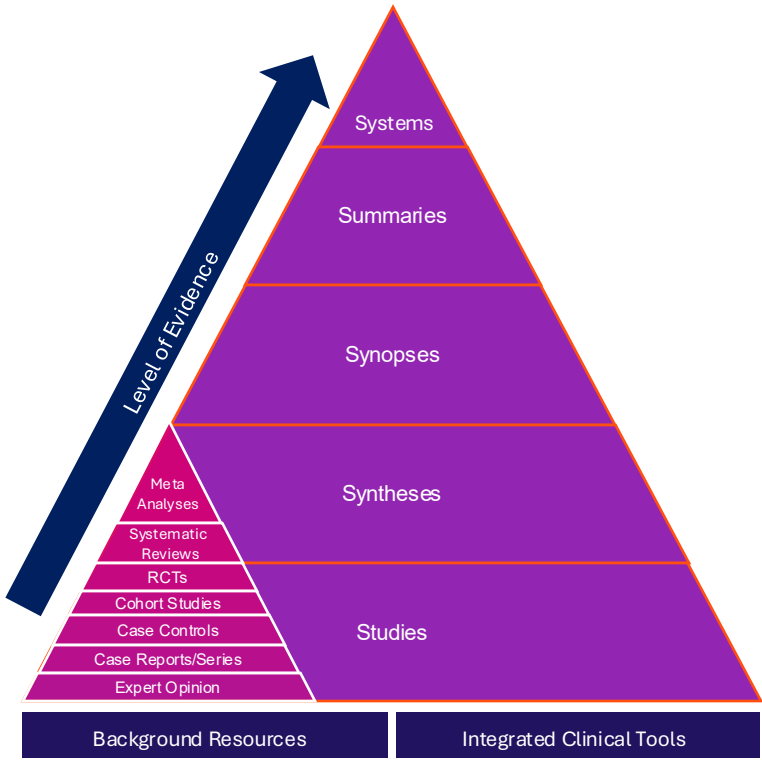 Systems
Summaries
Level of Evidence
Synopses
Syntheses
Meta
Analyses
Systematic
Reviews
RCTs
Cohort Studies
Case Controls
Case Reports/Series
Expert Opinion
Studies
Background Resources
Integrated Clinical Tools